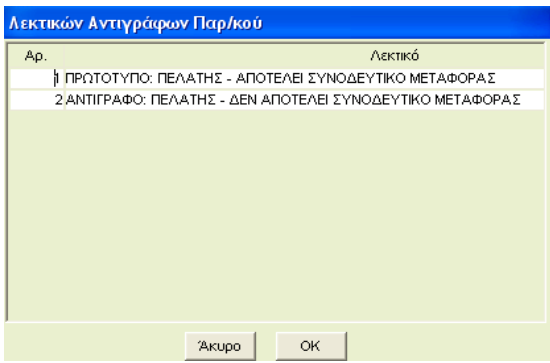 Λεκτικών Αντιγράφων Παρ/κού
Αρ. Λεκτικό
1 ΠΡΩΤΟΤΥΠΟ: ΠΕΛΑΤΗΣ - ΑΠΟΤΕΛΕΙ ΣΥΝΟΔΕΥΤΙΚΟ ΜΕΤΑΦΟΡΑΣ
2 ΑΝΤΙΓΡΑΦΟ: ΠΕΛΑΤΗΣ - ΔΕΝ ΑΠΟΤΕΛΕΙ ΣΥΝΟΔΕΥΤΙΚΟ ΜΕΤΑΦΟΡΑΣ
Άκυρο OK